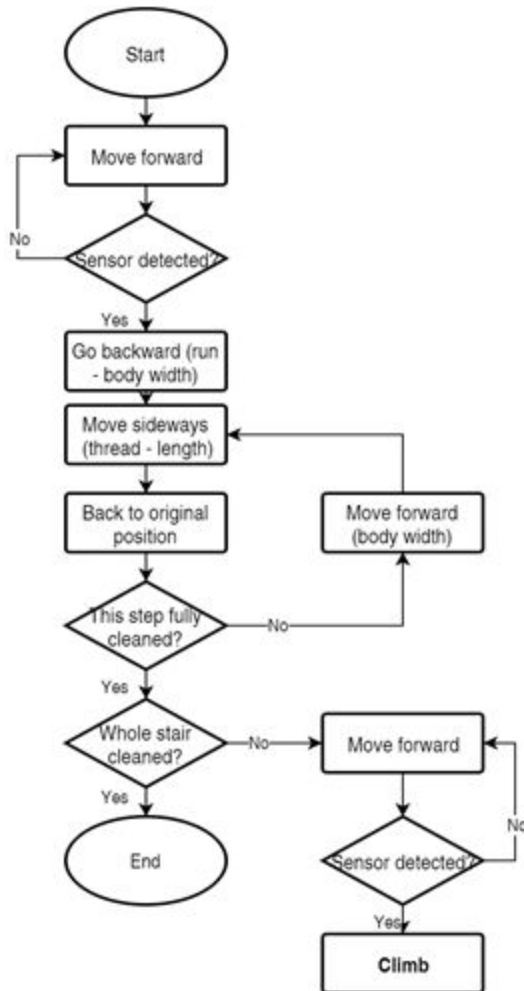 Start
Move forward
No
Sensor detected?
Yes
Go backward (run
- body width)
Move sideways
(thread - length)
Back to original
position
Move forward
(body width)
This step fully
cleaned?
No
Yes
Whole stair
cleaned?
No
Move forward
Yes
No
End
Sensor detected?
Yes
Climb